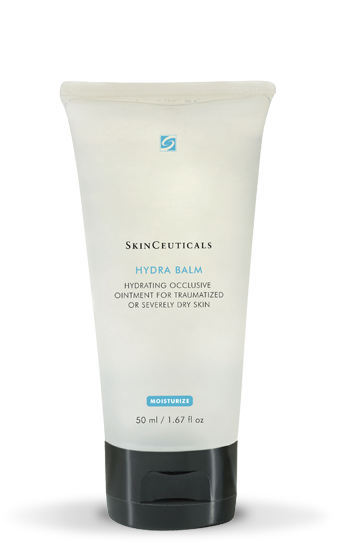 SKINCEUTICALS
HYDRA BALM
HYDRATING OCCLUSIVE
OINTMENT FOR TRAUMATIZED
OR SEVERELY DRY SKIN
MOISTURIZE
50 ml / 1.67 fl oz